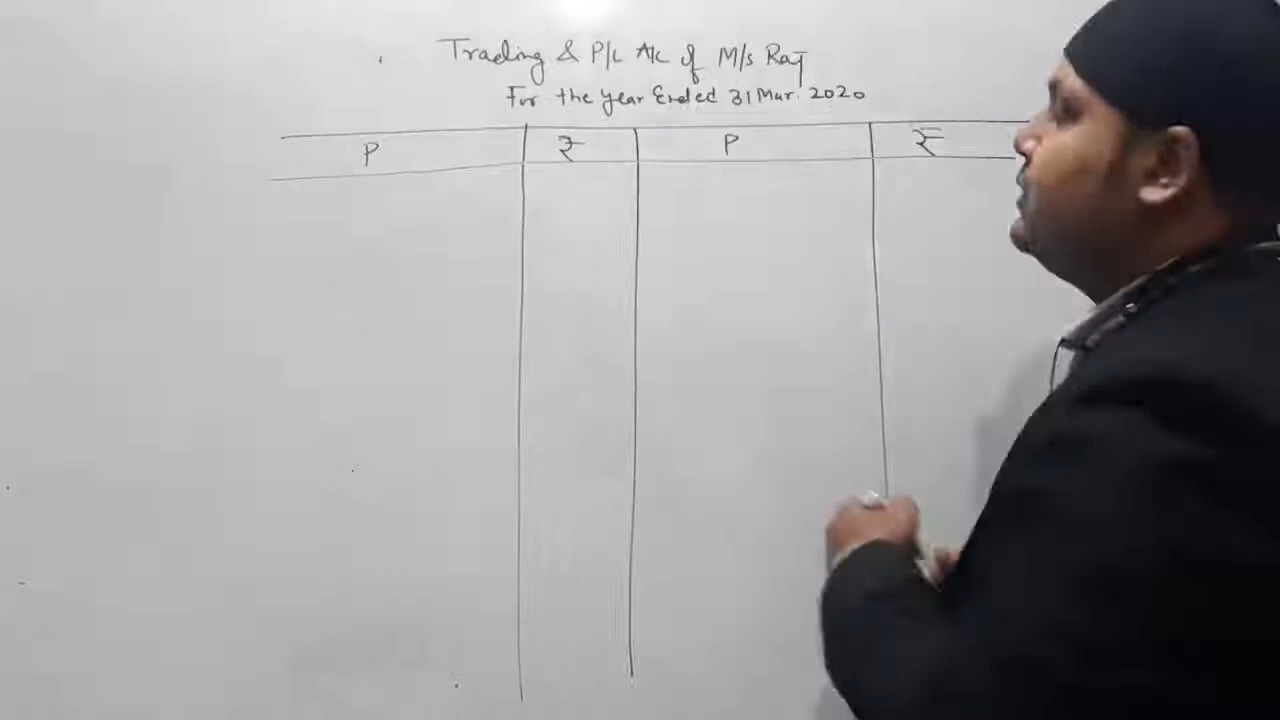 Trading & P/L A/c of M/s Raj
For the Year Ended 31 Mar. 2020
P ₹ P ₹